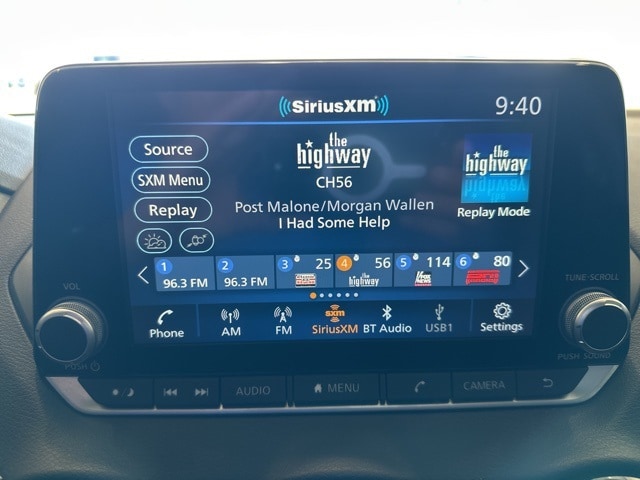 SiriusXM
9:40
Source
SXM Menu
Replay
the
highway
CH56
Post Malone/Morgan Wallen
I Had Some Help
the
highway
Replay Mode
1
96.3 FM
2
96.3 FM
3 25
4 56
the
highway
5 114
FOX
NEWS
6 80
Phone
AM
FM
sxm
SiriusXM
BT Audio
USB1
Settings
VOL
PUSH
TUNE·SCROLL
PUSH SOUND
AUDIO
MENU
CAMERA